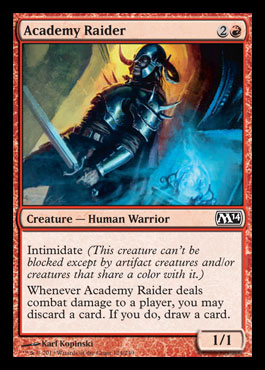 Academy Raider 2
Creature — Human Warrior M14
Intimidate (This creature can't be
blocked except by artifact creatures and/or
creatures that share a color with it.)
Whenever Academy Raider deals
combat damage to a player, you may
discard a card. If you do, draw a card.
Karl Kopinski
1/1